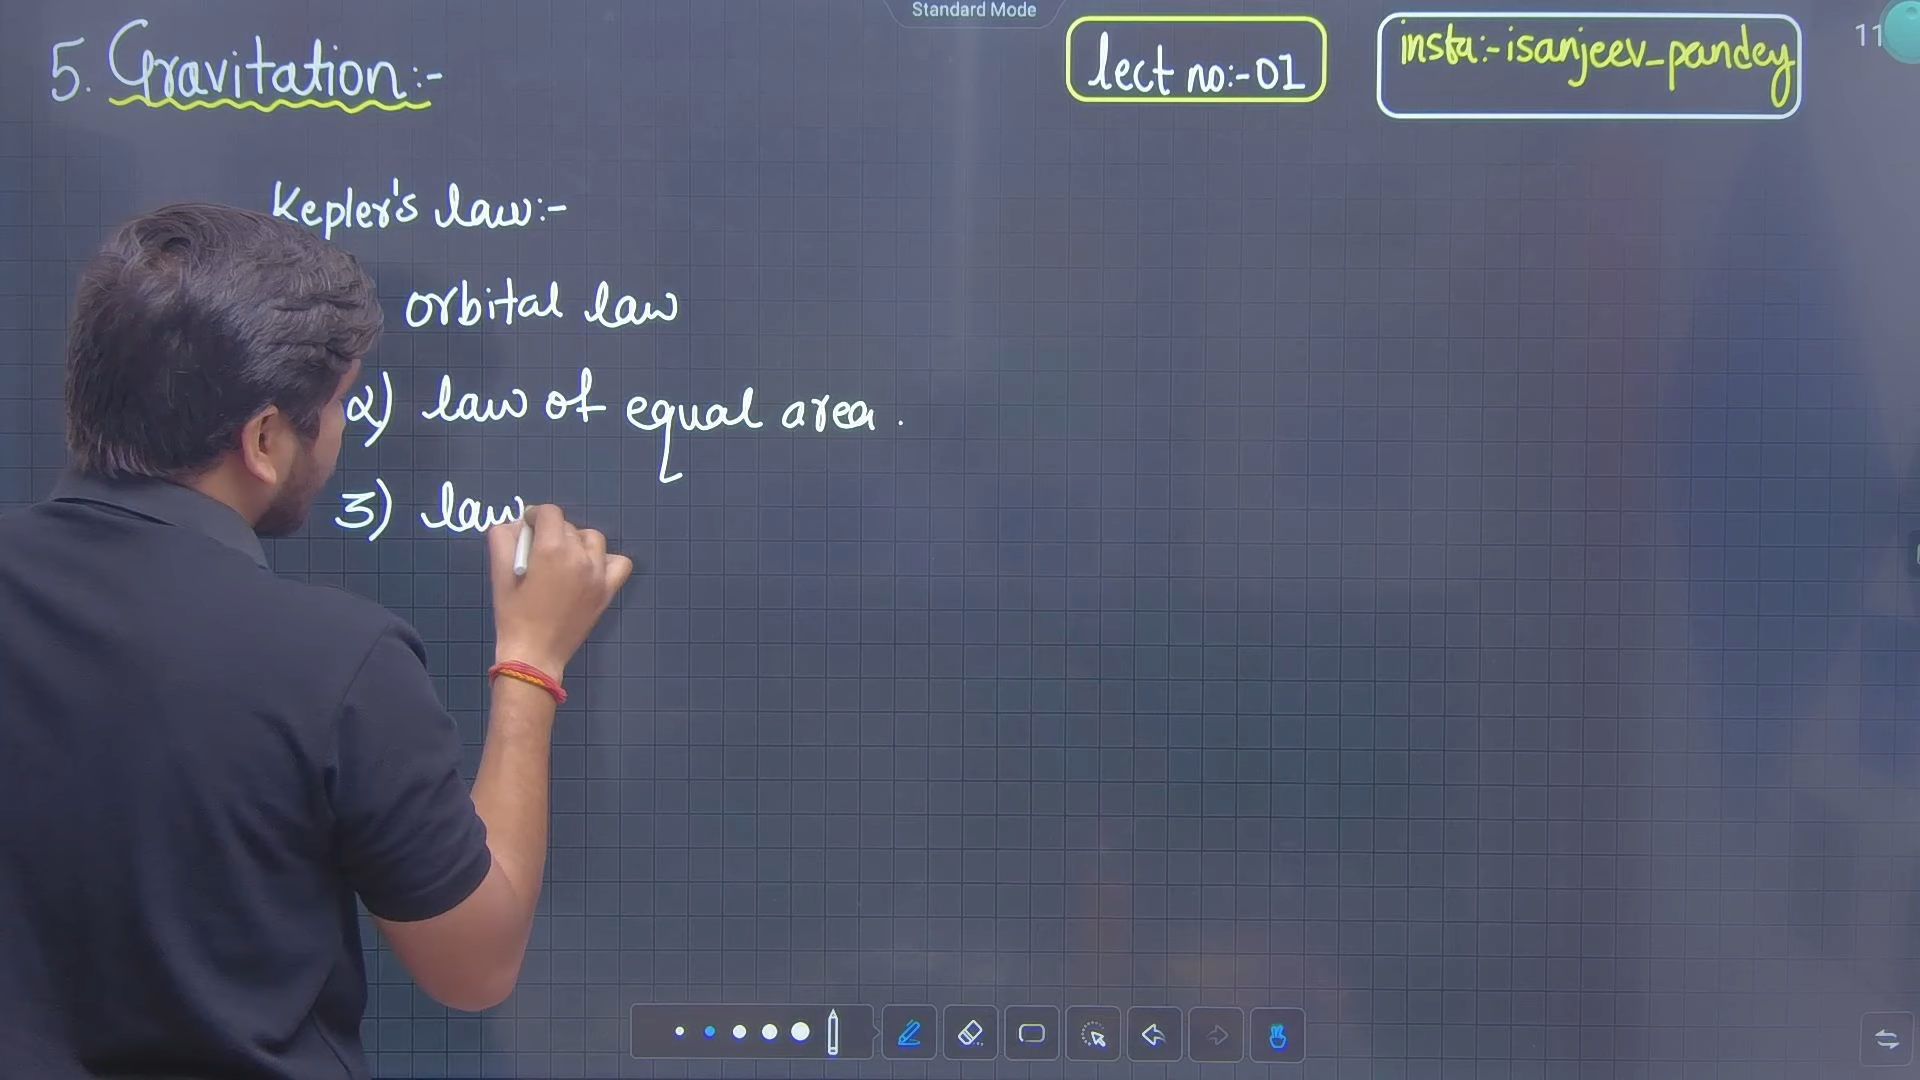 Standard Mode
5. Gravitation:-
lect no:-01
insta:-isanjeev_pandey
11
Kepler's law:-
orbital law
2) law of equal area.
3) law